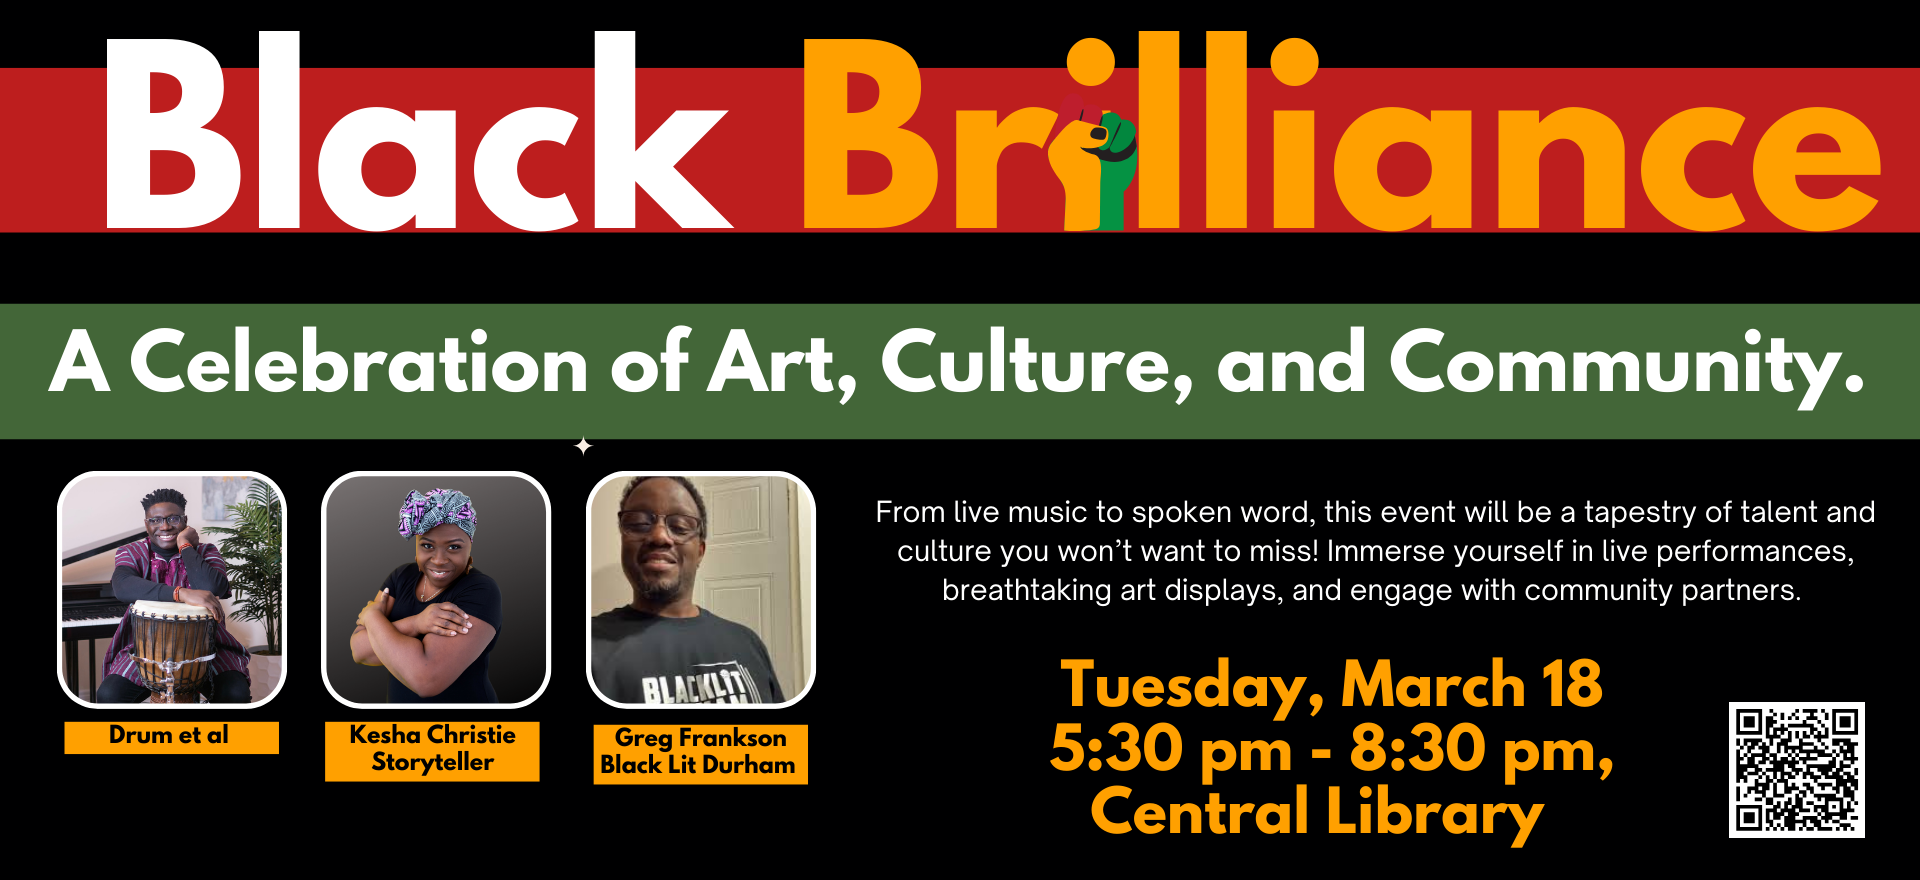 Black Brilliance
A Celebration of Art, Culture, and Community.
From live music to spoken word, this event will be a tapestry of talent and
culture you won’t want to miss! Immerse yourself in live performances,
breathtaking art displays, and engage with community partners.
BLACKLIT
Drum et al
Kesha Christie
Storyteller
Greg Frankson
Black Lit Durham
Tuesday, March 18
5:30 pm - 8:30 pm,
Central Library